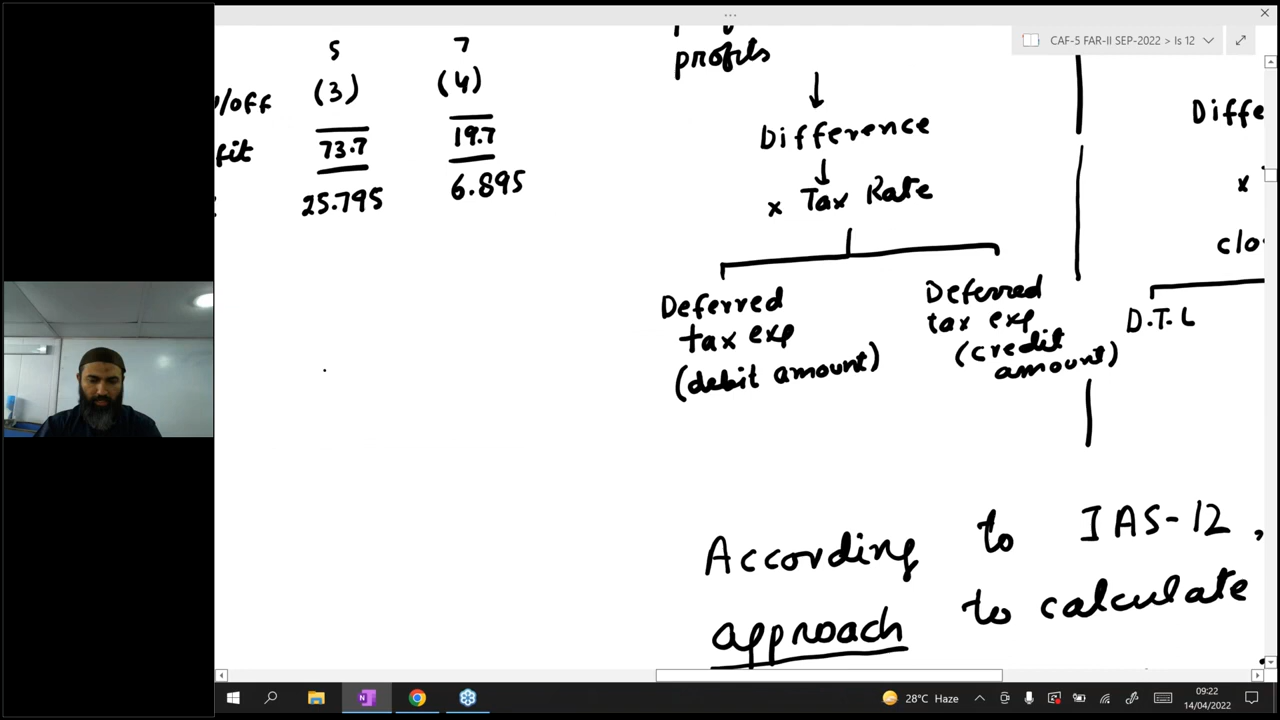 CAF-5 FAR-II SEP-2022 > Is 12
5 7
/off (3) (4)
fit 73.7 19.7
25.795 6.895
profits
Difference
x Tax Rate
Deferred
tax exp
(debit amount)
Deferred
tax exp
(credit
amount)
Diffe
x
clo
D.T.L
According to IAS-12,
approach to calculate
28°C Haze
09:22
14/04/2022